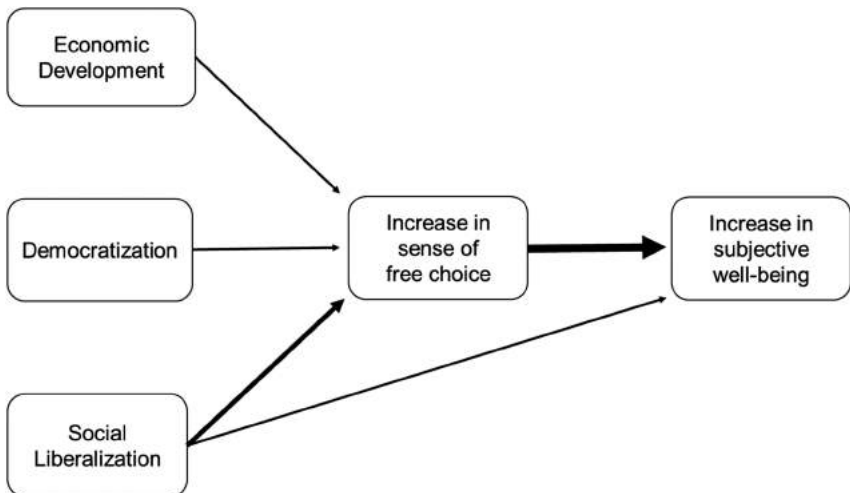 Economic
Development
Democratization
Increase in
sense of
free choice
Increase in
subjective
well-being
Social
Liberalization